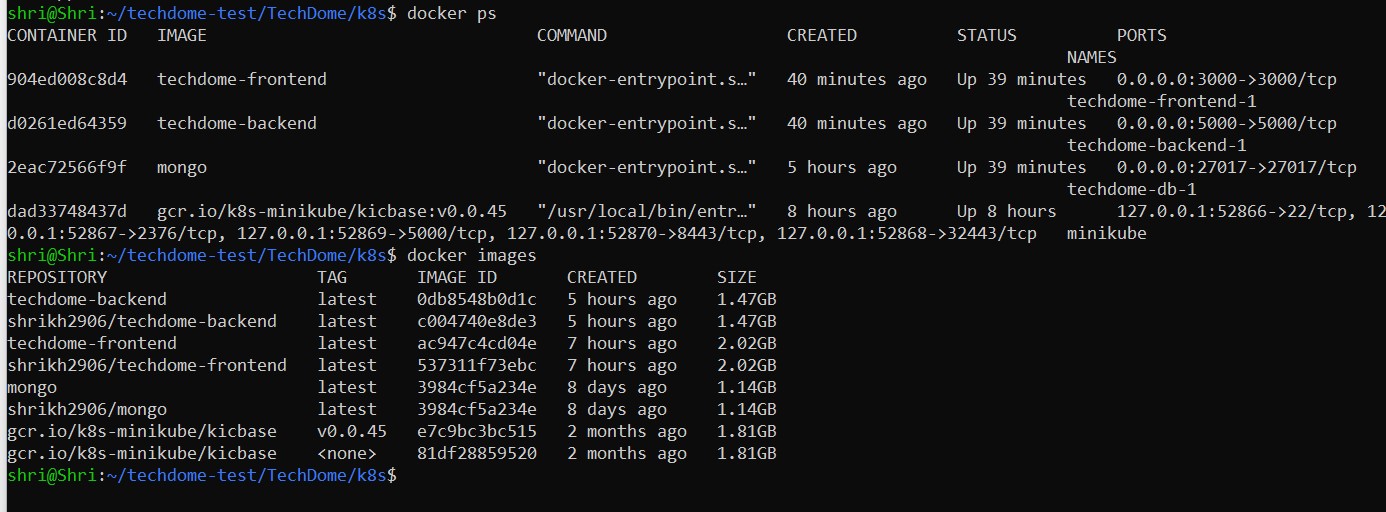 shri@Shri:~/techdome-test/TechDome/k8s$ docker ps
CONTAINER ID   IMAGE                                 COMMAND                  CREATED          STATUS          PORTS
NAMES
904ed008c8d4   techdome-frontend                     "docker-entrypoint.s…"   40 minutes ago   Up 39 minutes   0.0.0.0:3000->3000/tcp
techdome-frontend-1
d0261ed64359   techdome-backend                      "docker-entrypoint.s…"   40 minutes ago   Up 39 minutes   0.0.0.0:5000->5000/tcp
techdome-backend-1
2eac72566f9f   mongo                                 "docker-entrypoint.s…"   5 hours ago      Up 39 minutes   0.0.0.0:27017->27017/tcp
techdome-db-1
dad33748437d   gcr.io/k8s-minikube/kicbase:v0.0.45   "/usr/local/bin/entr…"   8 hours ago      Up 8 hours      127.0.0.1:52866->22/tcp, 12
0.0.1:52867->2376/tcp, 127.0.0.1:52869->5000/tcp, 127.0.0.1:52870->8443/tcp, 127.0.0.1:52868->32443/tcp   minikube
shri@Shri:~/techdome-test/TechDome/k8s$ docker images
REPOSITORY                     TAG       IMAGE ID       CREATED        SIZE
techdome-backend               latest    0db8548b0d1c   5 hours ago    1.47GB
shrikh2906/techdome-backend    latest    c004740e8de3   5 hours ago    1.47GB
techdome-frontend              latest    ac947c4cd04e   7 hours ago    2.02GB
shrikh2906/techdome-frontend   latest    537311f73ebc   7 hours ago    2.02GB
mongo                          latest    3984cf5a234e   8 days ago     1.14GB
shrikh2906/mongo               latest    3984cf5a234e   8 days ago     1.14GB
gcr.io/k8s-minikube/kicbase    v0.0.45   e7c9bc3bc515   2 months ago   1.81GB
gcr.io/k8s-minikube/kicbase    <none>    81df28859520   2 months ago   1.81GB
shri@Shri:~/techdome-test/TechDome/k8s$